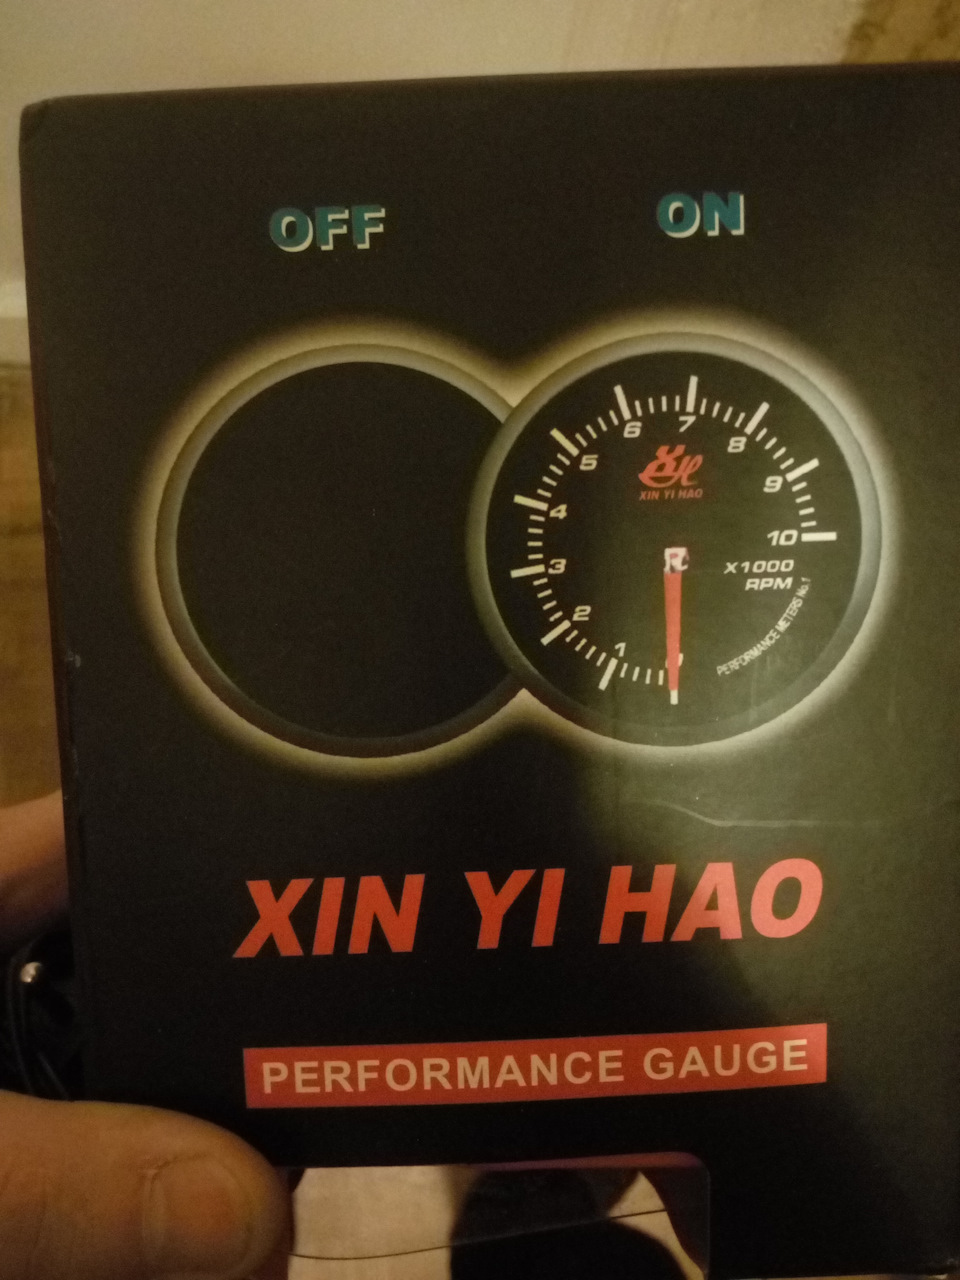 OFF
ON
6
7
8
5
9
4
10
3
2
1
XIN YI HAO
X1000
RPM
PERFORMANCE METERS No.1
XIN YI HAO
PERFORMANCE GAUGE